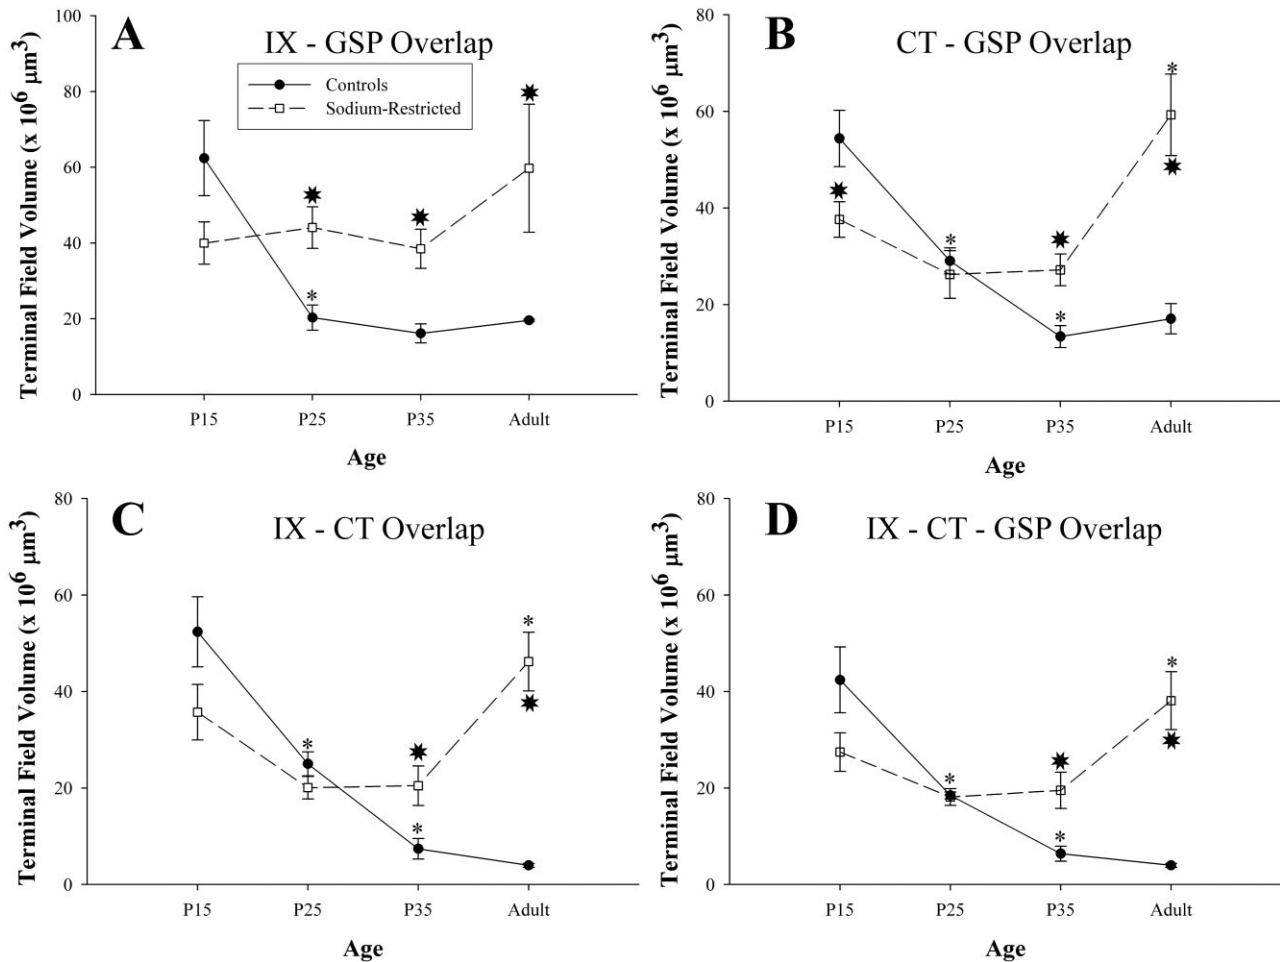 A
IX - GSP Overlap
Controls
Sodium-Restricted
Terminal Field Volume (x 10⁶ μm³)
100
80
60
40
20
0
P15 P25 P35 Adult
Age
B
CT - GSP Overlap
Terminal Field Volume (x 10⁶ μm³)
80
60
40
20
0
P15 P25 P35 Adult
Age
C
IX - CT Overlap
Terminal Field Volume (x 10⁶ μm³)
80
60
40
20
0
P15 P25 P35 Adult
Age
D
IX - CT - GSP Overlap
Terminal Field Volume (x 10⁶ μm³)
80
60
40
20
0
P15 P25 P35 Adult
Age